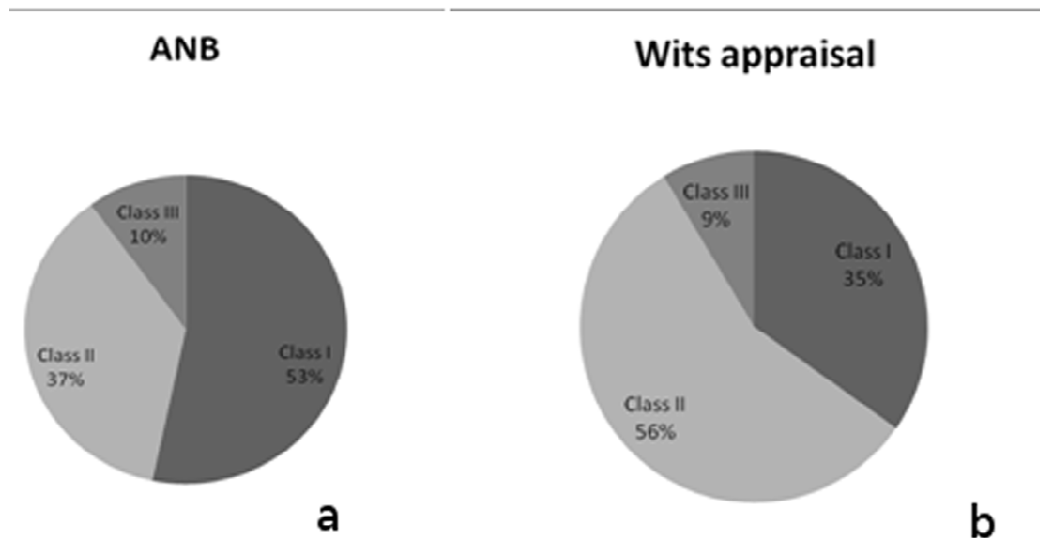 ANB
Class III
10%
Class II
37%
Class I
53%
a
Wits appraisal
Class III
9%
Class I
35%
Class II
56%
b